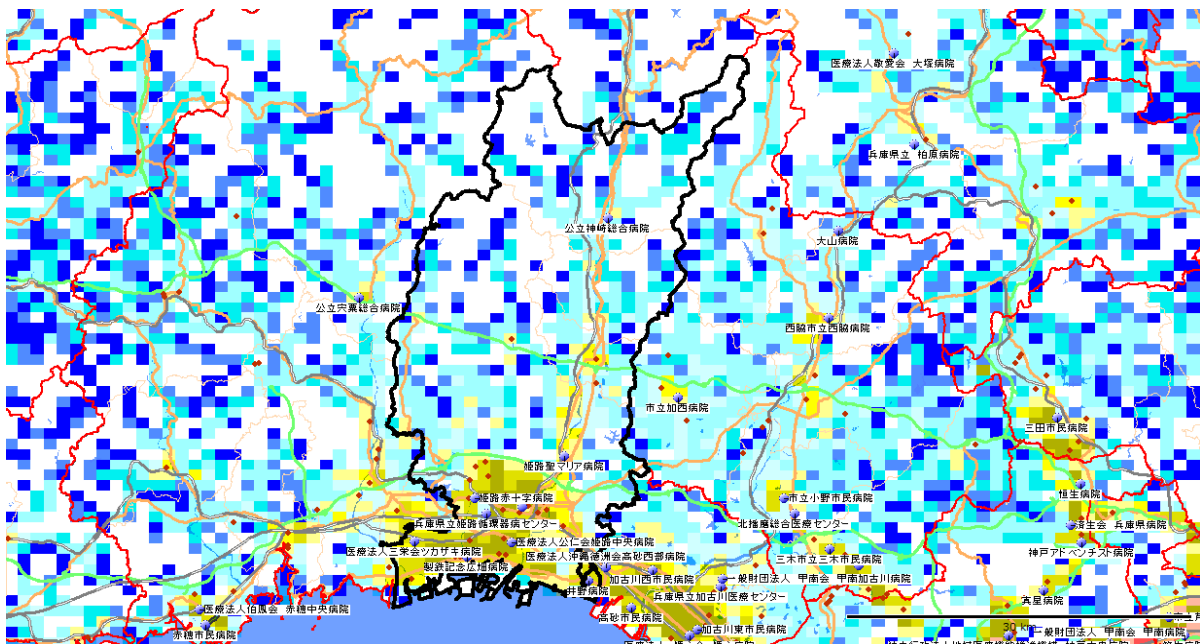 医療法人敬愛会 大塚病院
兵庫県立 柏原病院
公立神崎総合病院
大山病院
公立宍粟総合病院
西脇市立西脇病院
市立加西病院
三田市民病院
姫路聖マリア病院
恒生病院
姫路赤十字病院
市立小野市民病院
兵庫県立姫路循環器病センター
北播磨総合医療センター
済生会 兵庫県病院
医療法人公仁会姫路中央病院
医療法人三栄会ツカザキ病院
医療法人沖縄徳洲会高砂西部病院
三木市立三木市民病院
神戸アドベンチスト病院
製鉄記念広畑病院
加古川西市民病院
一般財団法人 甲南会 甲南加古川病院
井野病院
兵庫県立加古川医療センター
医療法人伯鳳会 赤穂中央病院
高砂市民病院
30 km
赤穂市民病院
加古川東市民病院
一般財団法人 甲南会 甲南病院